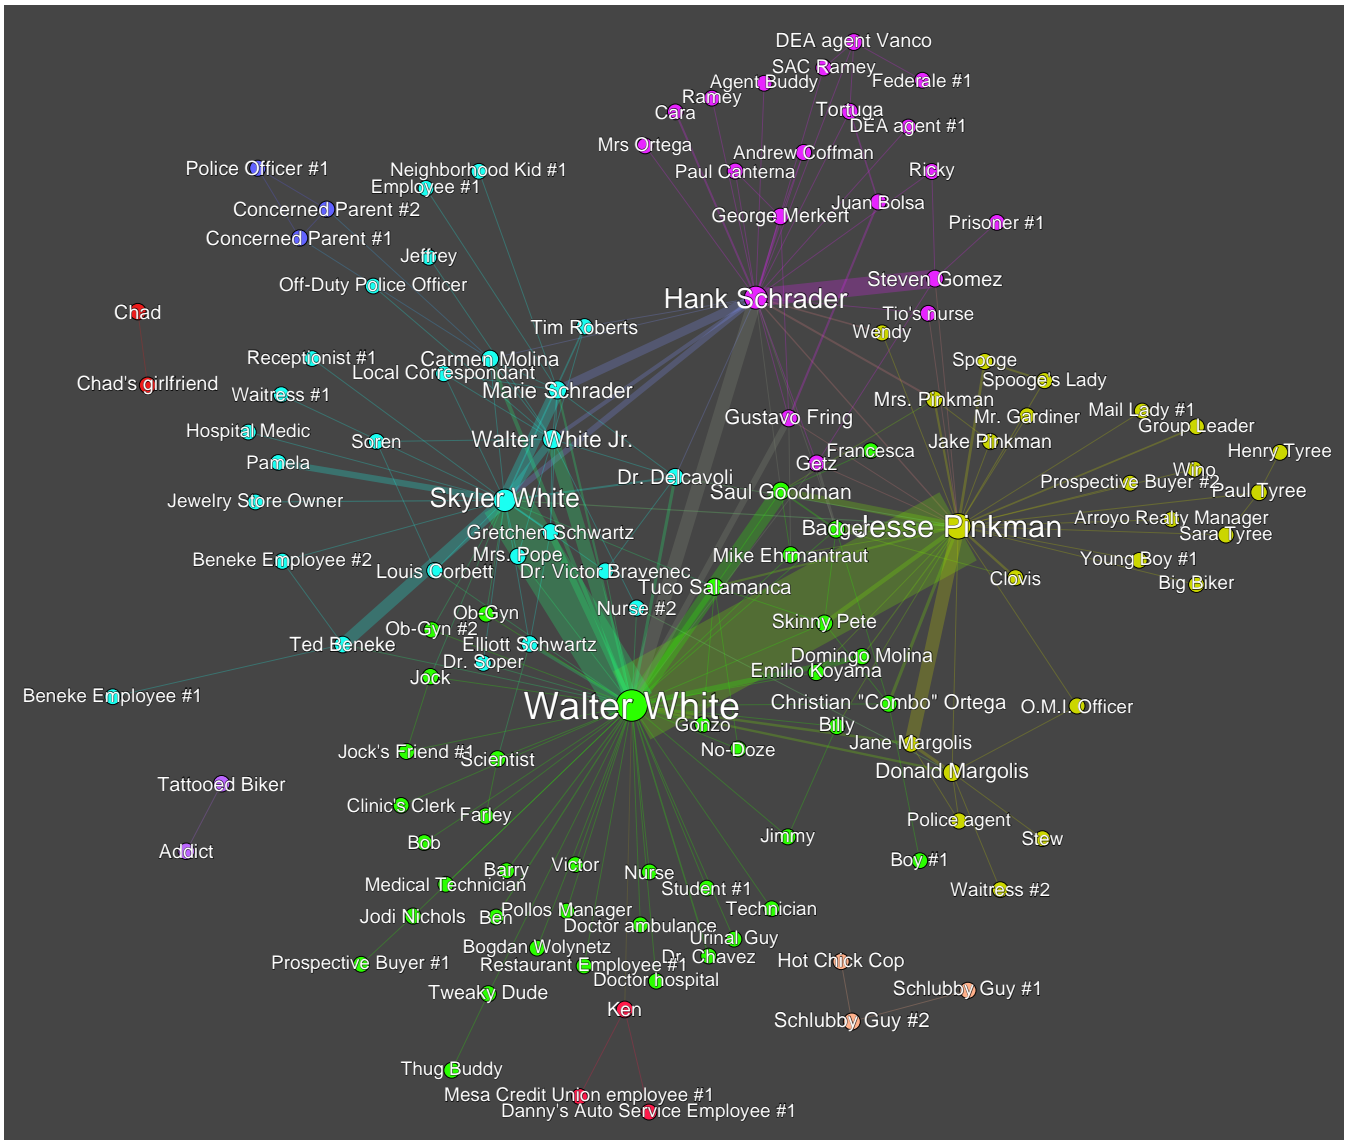 DEA agent Vanco
SAC Ramey
Agent Buddy
Federale #1
Ramey
Cara
Tortuga
DEA agent #1
Mrs Ortega
Andrew Coffman
Paul Canterna
Ricky
Police Officer #1
Neighborhood Kid #1
Employee #1
Juan Bolsa
Concerned Parent #2
George Merkert
Prisoner #1
Concerned Parent #1
Jeffrey
Steven Gomez
Off-Duty Police Officer
Hank Schrader
Chad
Tio's nurse
Tim Roberts
Wendy
Receptionist #1
Carmen Molina
Spooge
Local Correspondant
Chad's girlfriend
Spooge's Lady
Marie Schrader
Waitress #1
Mrs. Pinkman
Mail Lady #1
Gustavo Fring
Mr. Gardiner
Group Leader
Hospital Medic
Soren
Walter White Jr.
Jake Pinkman
Francesca
Henry Tyree
Pamela
Getz
Wino
Dr. Delcavoli
Prospective Buyer #2
Saul Goodman
Paul Tyree
Jewelry Store Owner
Skyler White
Arroyo Realty Manager
Badger
Jesse Pinkman
Gretchen Schwartz
Sara Tyree
Mrs. Pope
Mike Ehrmantraut
Beneke Employee #2
Young Boy #1
Louis Corbett
Dr. Victor Bravenec
Clovis
Big Biker
Tuco Salamanca
Nurse #2
Ob-Gyn
Skinny Pete
Ob-Gyn #2
Ted Beneke
Elliott Schwartz
Domingo Molina
Dr. Soper
Emilio Koyama
Jock
Beneke Employee #1
Christian "Combo" Ortega
O.M.I. Officer
Walter White
Gonzo
Billy
Jane Margolis
No-Doze
Jock's Friend #1
Scientist
Donald Margolis
Tattooed Biker
Clinic's Clerk
Farley
Police agent
Jimmy
Stew
Bob
Addict
Boy #1
Victor
Barry
Nurse
Medical Technician
Student #1
Waitress #2
Technician
Jodi Nichols
Ben
Pollos Manager
Doctor ambulance
Urinal Guy
Bogdan Wolynetz
Dr. Chavez
Hot Chick Cop
Prospective Buyer #1
Restaurant Employee #1
Doctor hospital
Schlubby Guy #1
Tweaky Dude
Ken
Schlubby Guy #2
Thug Buddy
Mesa Credit Union employee #1
Danny's Auto Service Employee #1